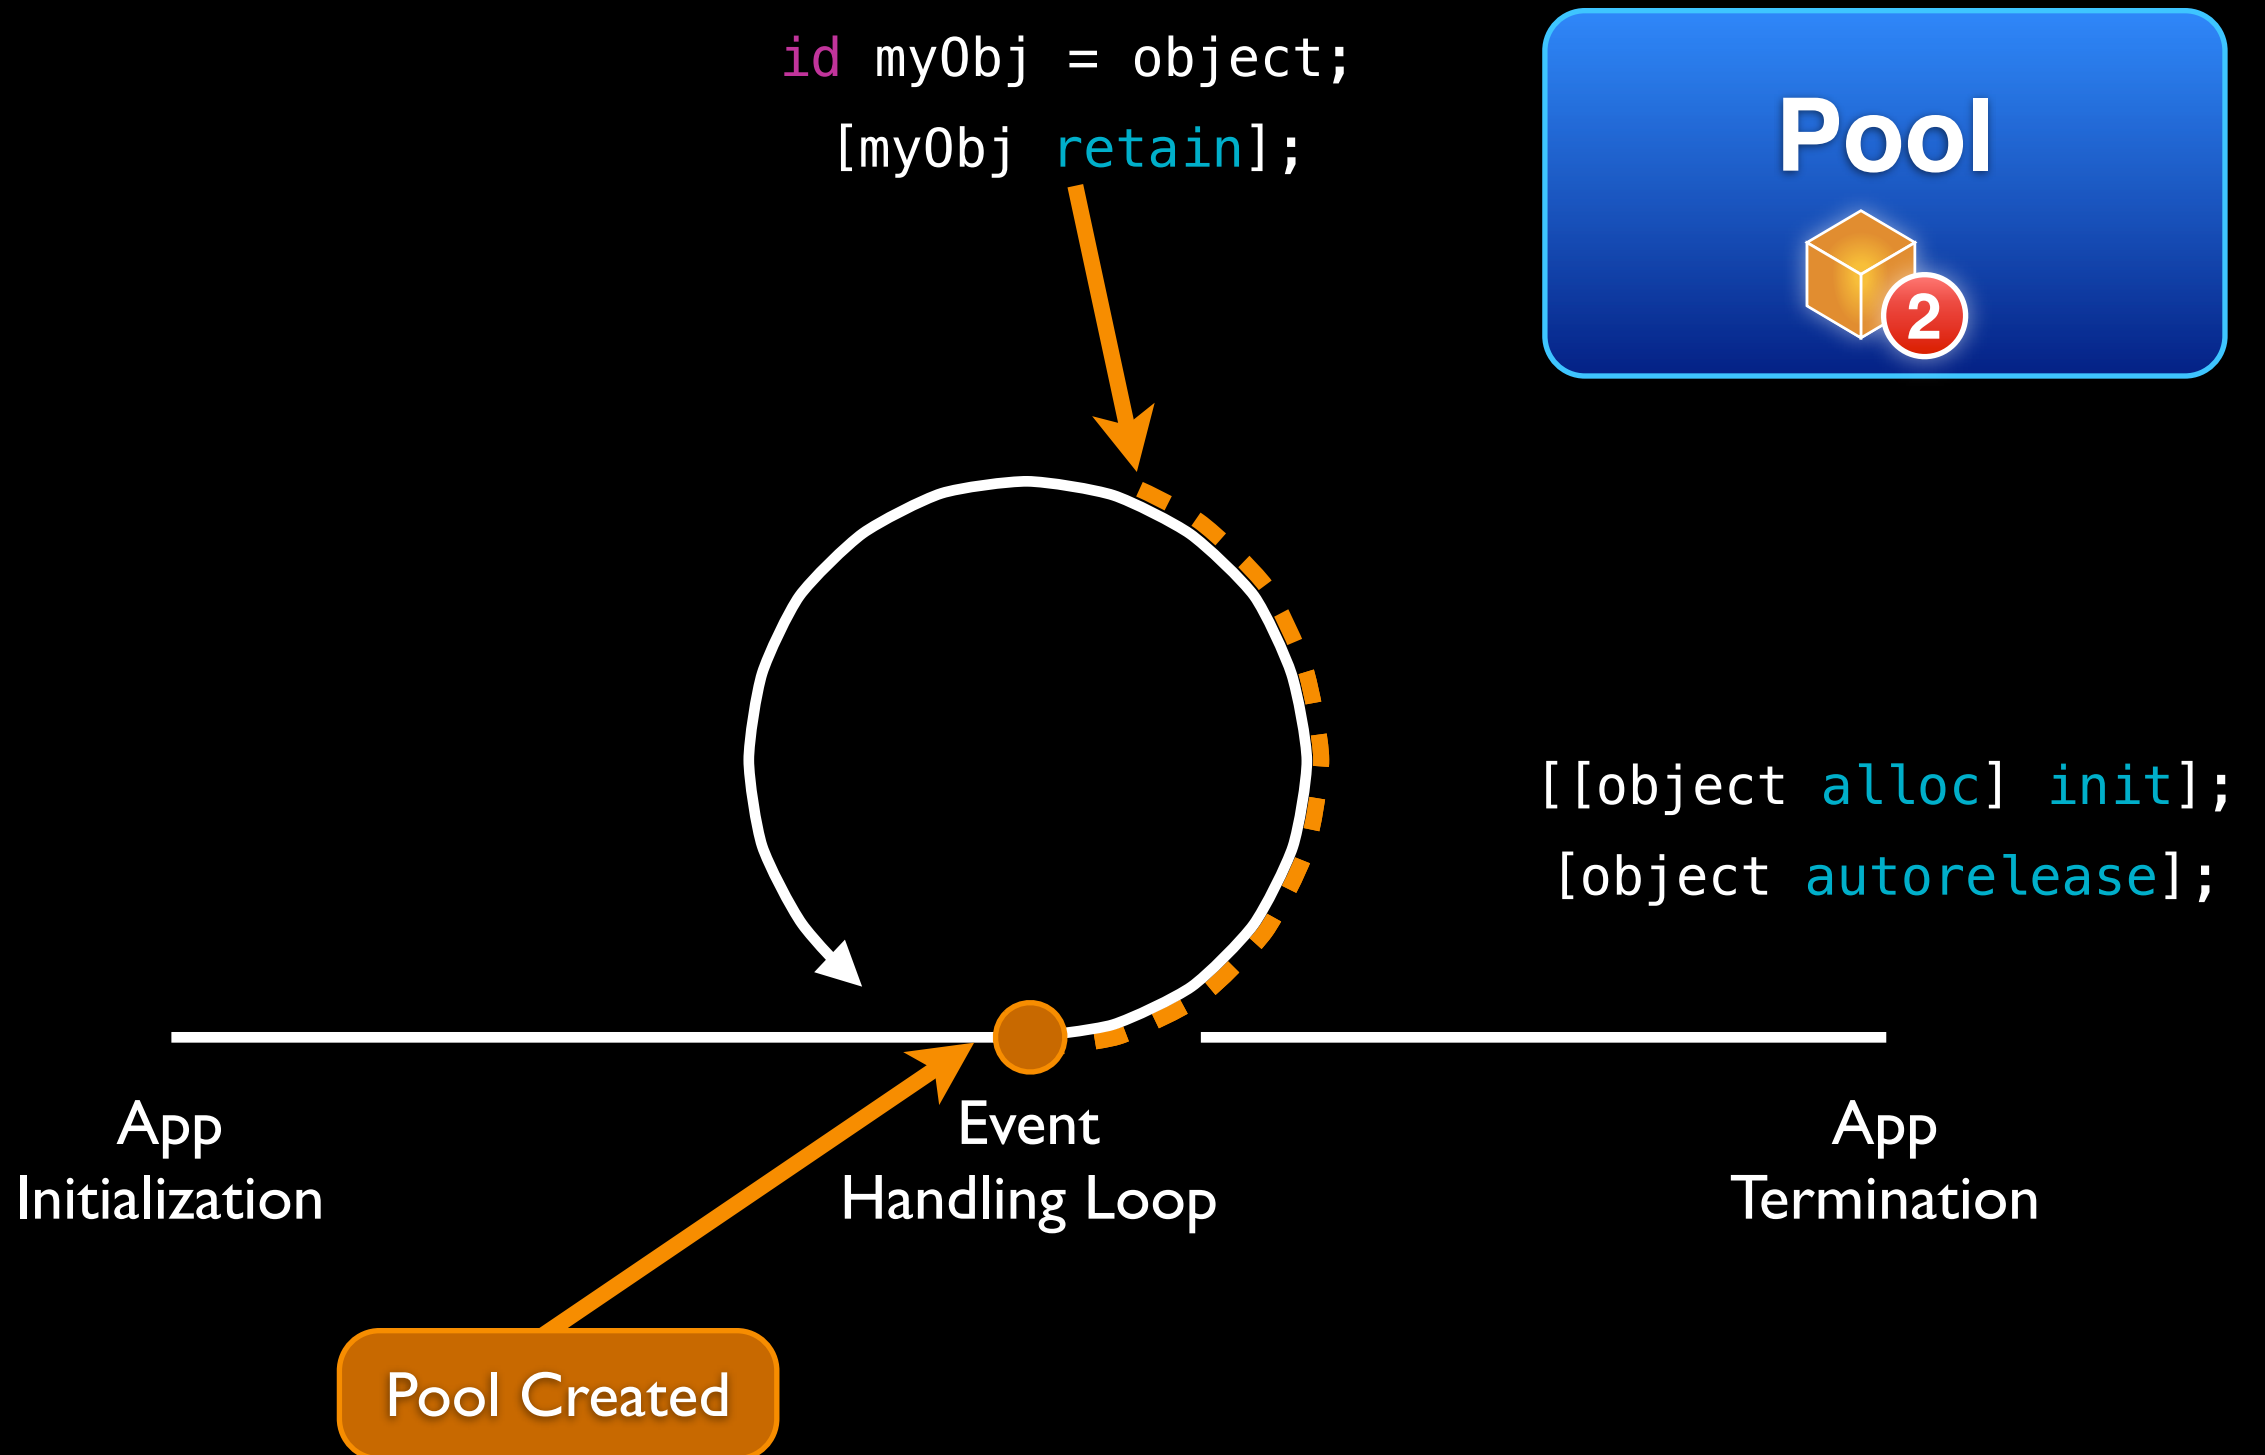 id myObj = object;
[myObj retain];
Pool
2
[[object alloc] init];
[object autorelease];
App
Initialization
Event
Handling Loop
App
Termination
Pool Created